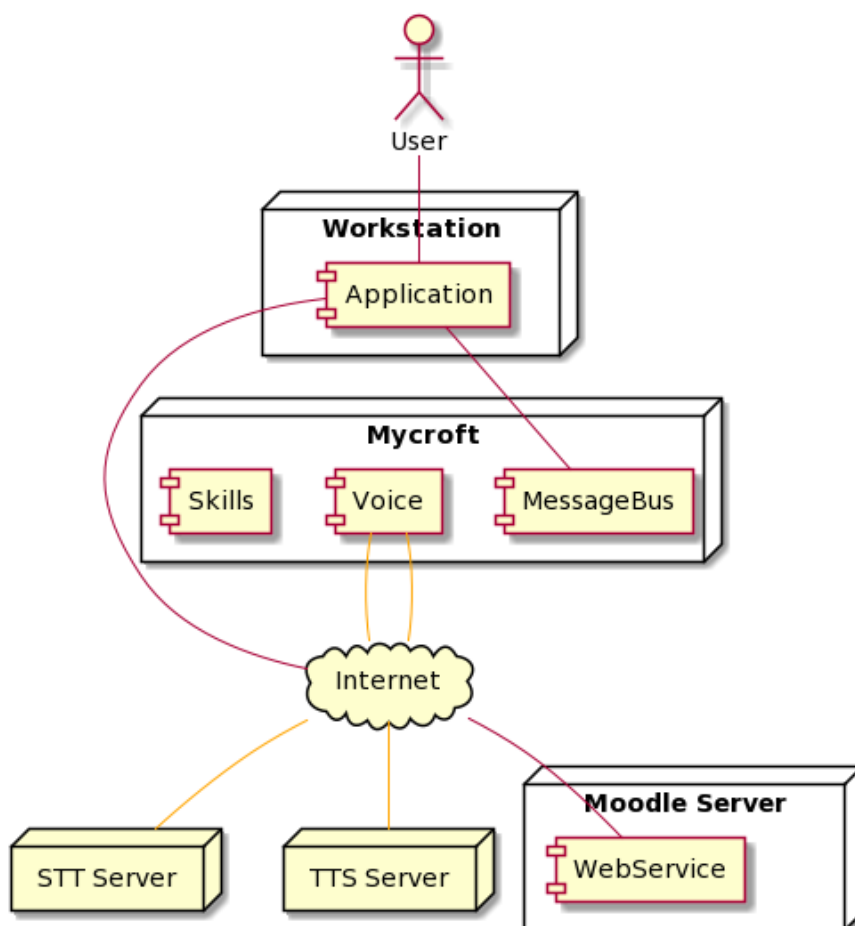 User
Workstation
Application
Mycroft
Skills
Voice
MessageBus
Internet
Moodle Server
STT Server
TTS Server
WebService